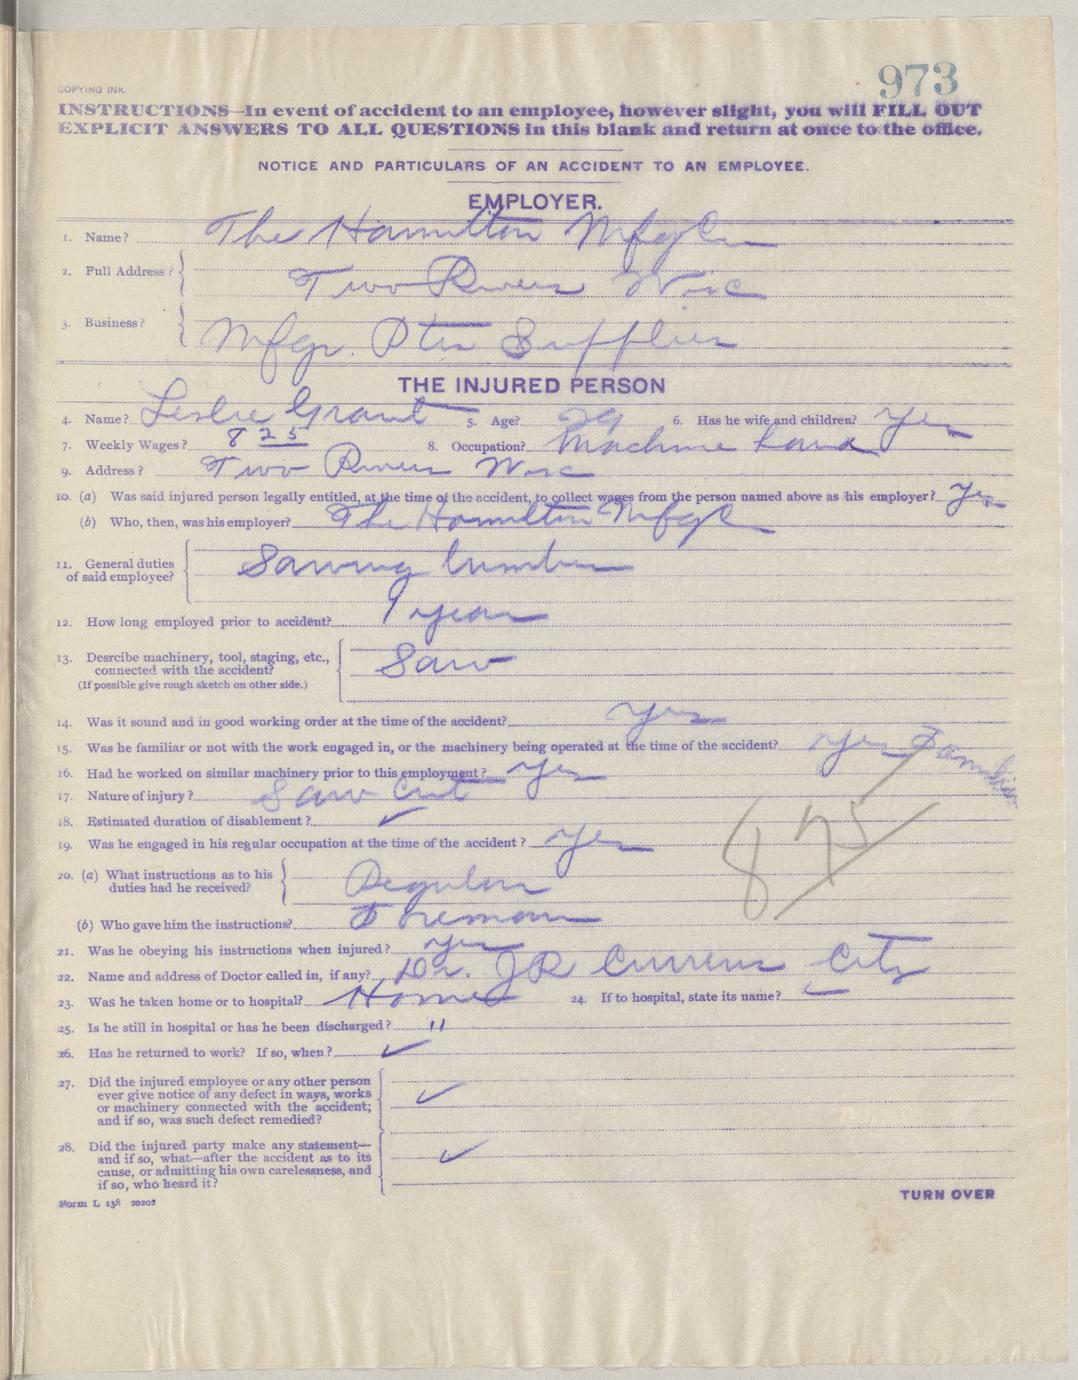 973
COPYING INK.
INSTRUCTIONS—In event of accident to an employee, however slight, you will FILL OUT
EXPLICIT ANSWERS TO ALL QUESTIONS in this blank and return at once to the office.
NOTICE AND PARTICULARS OF AN ACCIDENT TO AN EMPLOYEE.
EMPLOYER.
1. Name? The Hamilton Mfg Co
2. Full Address? Two Rivers Wisc
3. Business? Mfgr. Ptrs Supplies
THE INJURED PERSON
4. Name? Leslie Grant 5. Age? 29 6. Has he wife and children? Yes
7. Weekly Wages? 8 25 8. Occupation? Machine hand
9. Address? Two Rivers Wisc
10. (a) Was said injured person legally entitled, at the time of the accident, to collect wages from the person named above as his employer? Yes
(b) Who, then, was his employer? The Hamilton Mfg C
11. General duties
of said employee? Sawing lumber
12. How long employed prior to accident? 1 year
13. Desrcibe machinery, tool, staging, etc.,
connected with the accident? Saw
(If possible give rough sketch on other side.)
14. Was it sound and in good working order at the time of the accident? Yes
15. Was he familiar or not with the work engaged in, or the machinery being operated at the time of the accident? Yes Familiar
16. Had he worked on similar machinery prior to this employment? Yes
17. Nature of injury? Saw Cut
18. Estimated duration of disablement? ✓
19. Was he engaged in his regular occupation at the time of the accident? Yes
20. (a) What instructions as to his
duties had he received? Regular
(b) Who gave him the instructions? Foreman
21. Was he obeying his instructions when injured? Yes
22. Name and address of Doctor called in, if any? Dr. JR Currens City
23. Was he taken home or to hospital? Home 24. If to hospital, state its name?
25. Is he still in hospital or has he been discharged? "
26. Has he returned to work? If so, when? ✓
27. Did the injured employee or any other person
ever give notice of any defect in ways, works
or machinery connected with the accident;
and if so, was such defect remedied? ✓
28. Did the injured party make any statement—
and if so, what—after the accident as to its
cause, or admitting his own carelessness, and
if so, who heard it? ✓
Form L 138 20202
TURN OVER